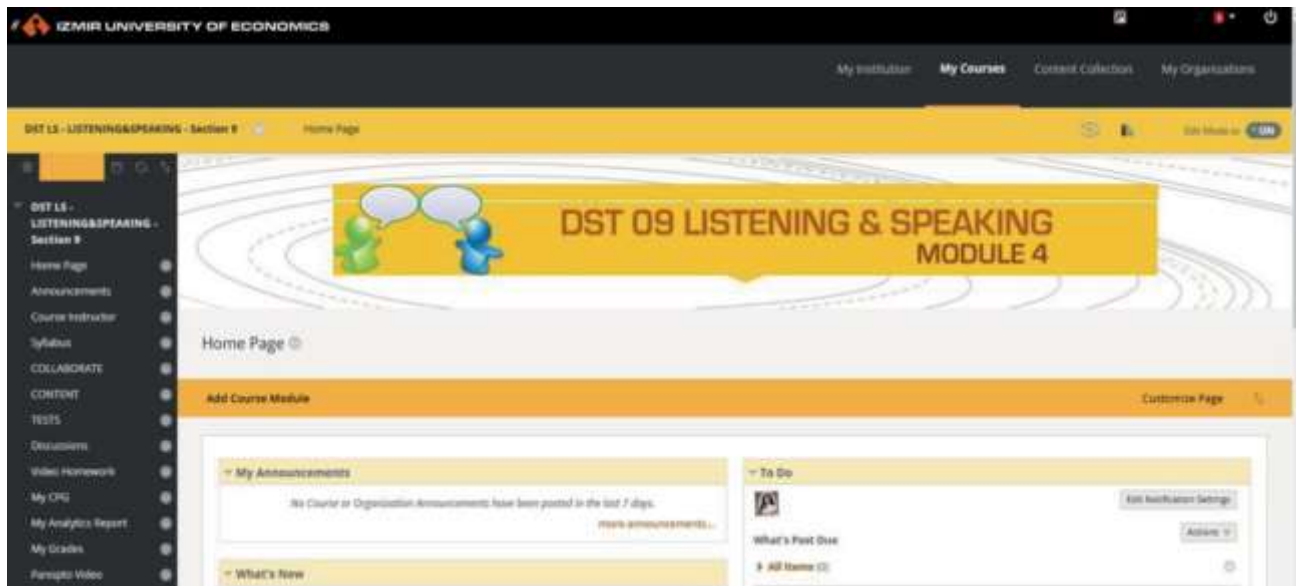 IZMIR UNIVERSITY OF ECONOMICS
My Institution My Courses Content Collection My Organizations
DST LS - LISTENING&SPEAKING - Section 9 Home Page
Edit Mode is: ON
DST LS -
LISTENING&SPEAKING -
Section 9
Home Page
Announcements
Course Instructor
Syllabus
COLLABORATE
CONTENT
TESTS
Discussions
Video Homework
My CPG
My Analytics Report
My Grades
Panopto Video
DST 09 LISTENING & SPEAKING
MODULE 4
Home Page
Add Course Module Customize Page
My Announcements
No Course or Organization Announcements have been posted in the last 7 days.
more announcements...
What's New
To Do
Edit Notification Settings
Actions
What's Past Due
All Items (0)